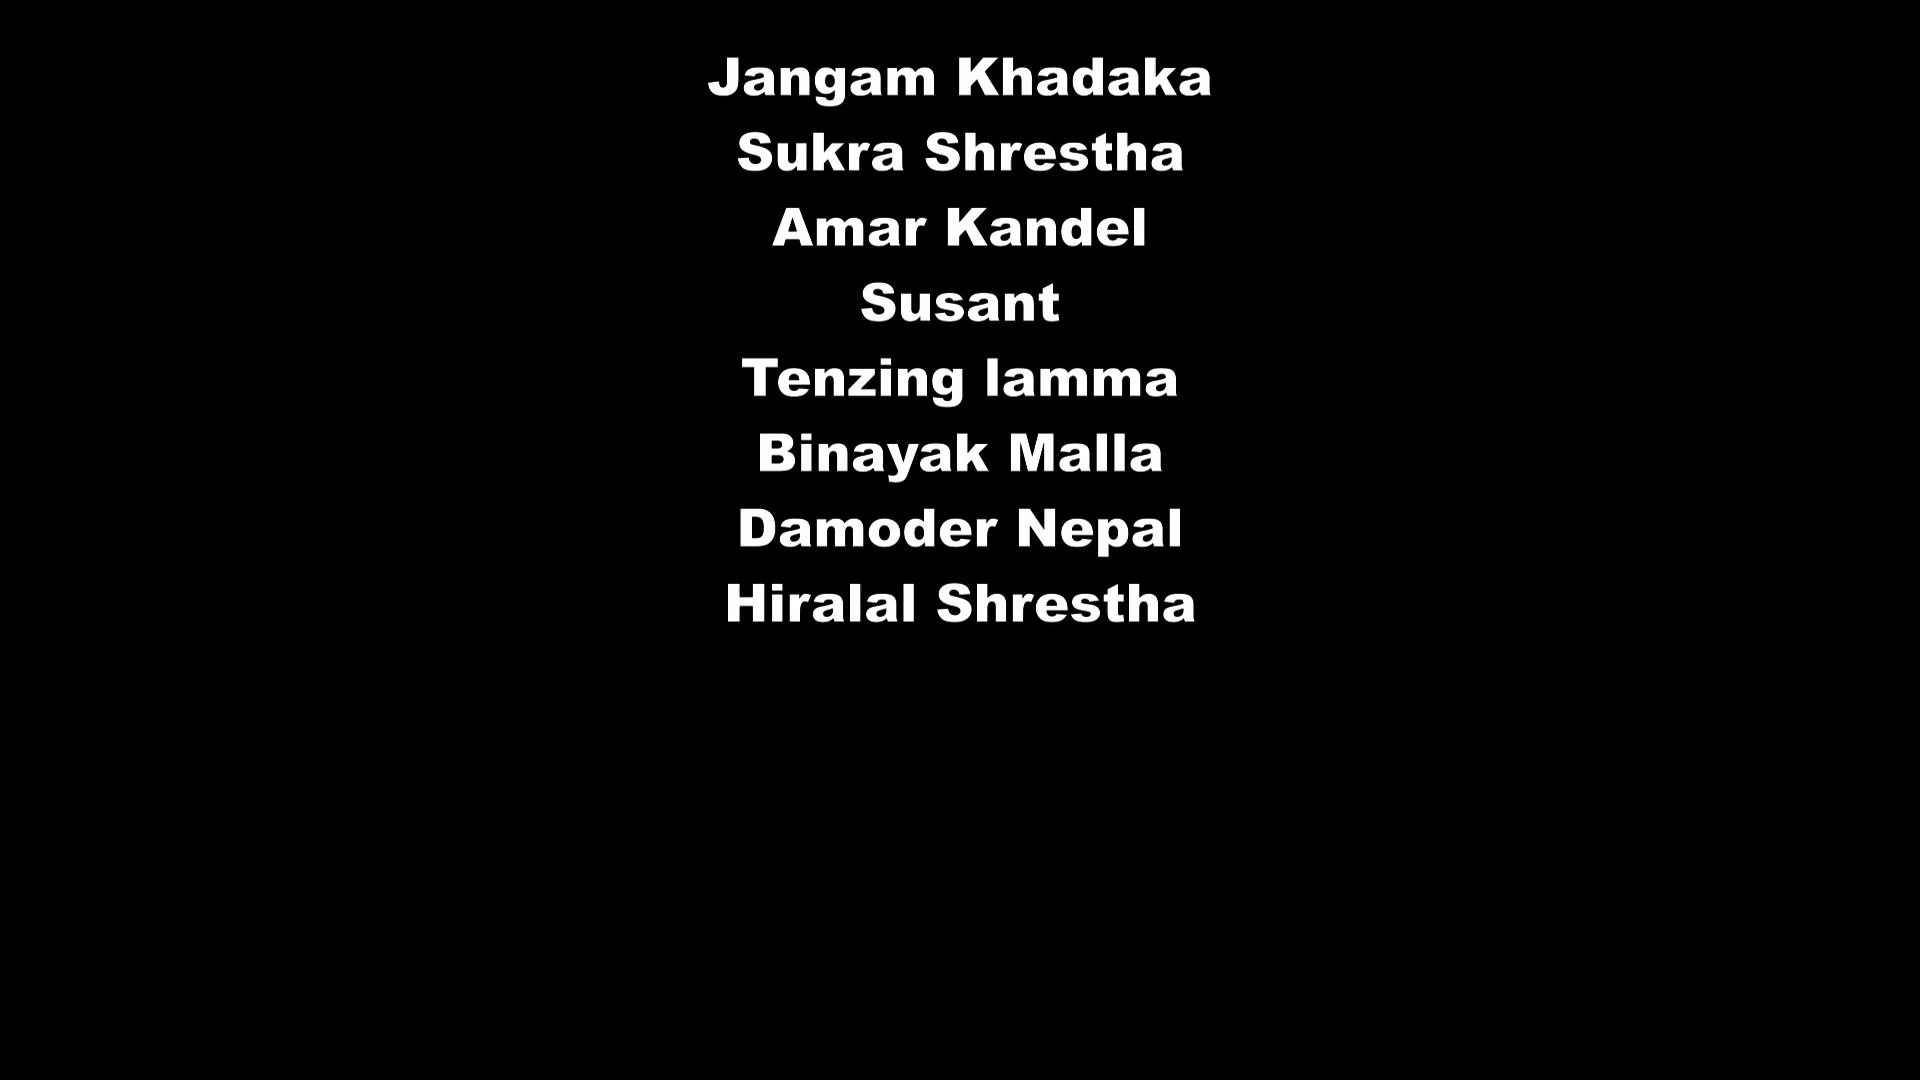 Jangam Khadaka
Sukra Shrestha
Amar Kandel
Susant
Tenzing lamma
Binayak Malla
Damoder Nepal
Hiralal Shrestha